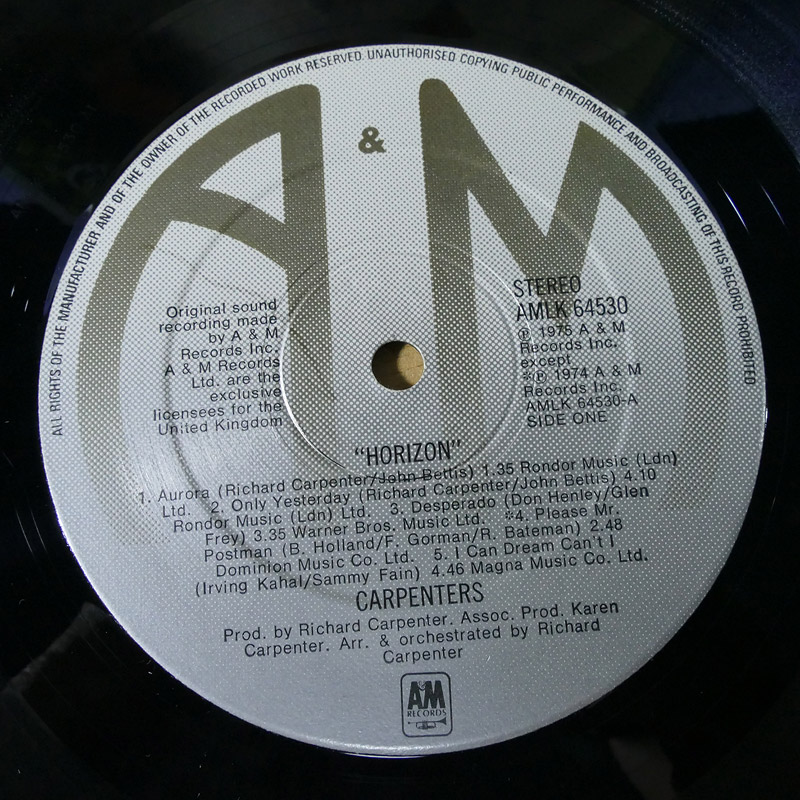 ALL RIGHTS OF THE MANUFACTURER AND OF THE OWNER OF THE RECORDED WORK RESERVED UNAUTHORISED COPYING PUBLIC PERFORMANCE AND BROADCASTING OF THIS RECORD PROHIBITED
A & M
Original sound
recording made
by A & M
Records Inc.
A & M Records
Ltd. are the
exclusive
licensees for the
United Kingdom
STEREO
AMLK 64530
℗ 1975 A & M
Records Inc.
except
*℗ 1974 A & M
Records Inc.
AMLK 64530-A
SIDE ONE
"HORIZON"
1. Aurora (Richard Carpenter/John Bettis) 1.35 Rondor Music (Ldn)
Ltd. 2. Only Yesterday (Richard Carpenter/John Bettis) 4.10
Rondor Music (Ldn) Ltd. 3. Desperado (Don Henley/Glen
Frey) 3.35 Warner Bros. Music Ltd. *4. Please Mr.
Postman (B. Holland/F. Gorman/R. Bateman) 2.48
Dominion Music Co. Ltd. 5. I Can Dream Can't I
(Irving Kahal/Sammy Fain) 4.46 Magna Music Co. Ltd.
CARPENTERS
Prod. by Richard Carpenter. Assoc. Prod. Karen
Carpenter. Arr. & orchestrated by Richard
Carpenter
A&M
RECORDS